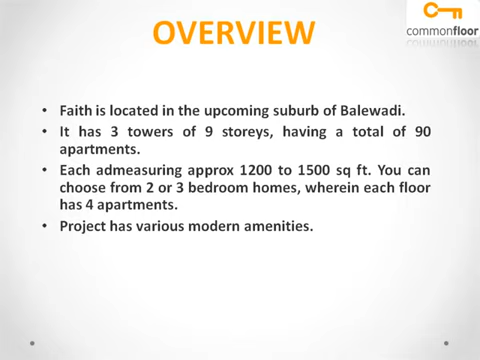 OVERVIEW
commonfloor
• Faith is located in the upcoming suburb of Balewadi.
• It has 3 towers of 9 storeys, having a total of 90
apartments.
• Each admeasuring approx 1200 to 1500 sq ft. You can
choose from 2 or 3 bedroom homes, wherein each floor
has 4 apartments.
• Project has various modern amenities.